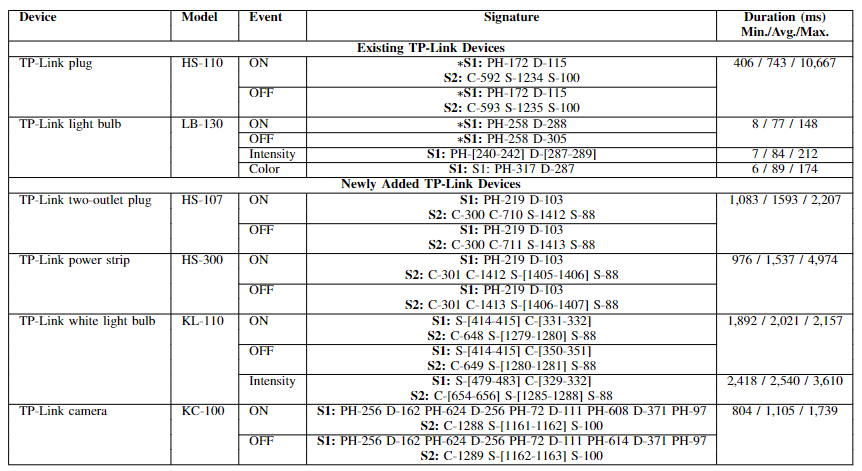 Device Model Event Signature Duration (ms)
Min./Avg./Max.
Existing TP-Link Devices
TP-Link plug HS-110 ON ∗S1: PH-172 D-115 406 / 743 / 10,667
S2: C-592 S-1234 S-100
OFF ∗S1: PH-172 D-115
S2: C-593 S-1235 S-100
TP-Link light bulb LB-130 ON ∗S1: PH-258 D-288 8 / 77 / 148
OFF ∗S1: PH-258 D-305
Intensity S1: PH-[240-242] D-[287-289] 7 / 84 / 212
Color S1: S1: PH-317 D-287 6 / 89 / 174
Newly Added TP-Link Devices
TP-Link two-outlet plug HS-107 ON S1: PH-219 D-103 1,083 / 1593 / 2,207
S2: C-300 C-710 S-1412 S-88
OFF S1: PH-219 D-103
S2: C-300 C-711 S-1413 S-88
TP-Link power strip HS-300 ON S1: PH-219 D-103 976 / 1,537 / 4,974
S2: C-301 C-1412 S-[1405-1406] S-88
OFF S1: PH-219 D-103
S2: C-301 C-1413 S-[1406-1407] S-88
TP-Link white light bulb KL-110 ON S1: S-[414-415] C-[331-332] 1,892 / 2,021 / 2,157
S2: C-648 S-[1279-1280] S-88
OFF S1: S-[414-415] C-[350-351]
S2: C-649 S-[1280-1281] S-88
Intensity S1: S-[479-483] C-[329-332] 2,418 / 2,540 / 3,610
S2: C-[654-656] S-[1285-1288] S-88
TP-Link camera KC-100 ON S1: PH-256 D-162 PH-624 D-256 PH-72 D-111 PH-608 D-371 PH-97 804 / 1,105 / 1,739
S2: C-1288 S-[1161-1162] S-100
OFF S1: PH-256 D-162 PH-624 D-256 PH-72 D-111 PH-614 D-371 PH-97
S2: C-1289 S-[1162-1163] S-100